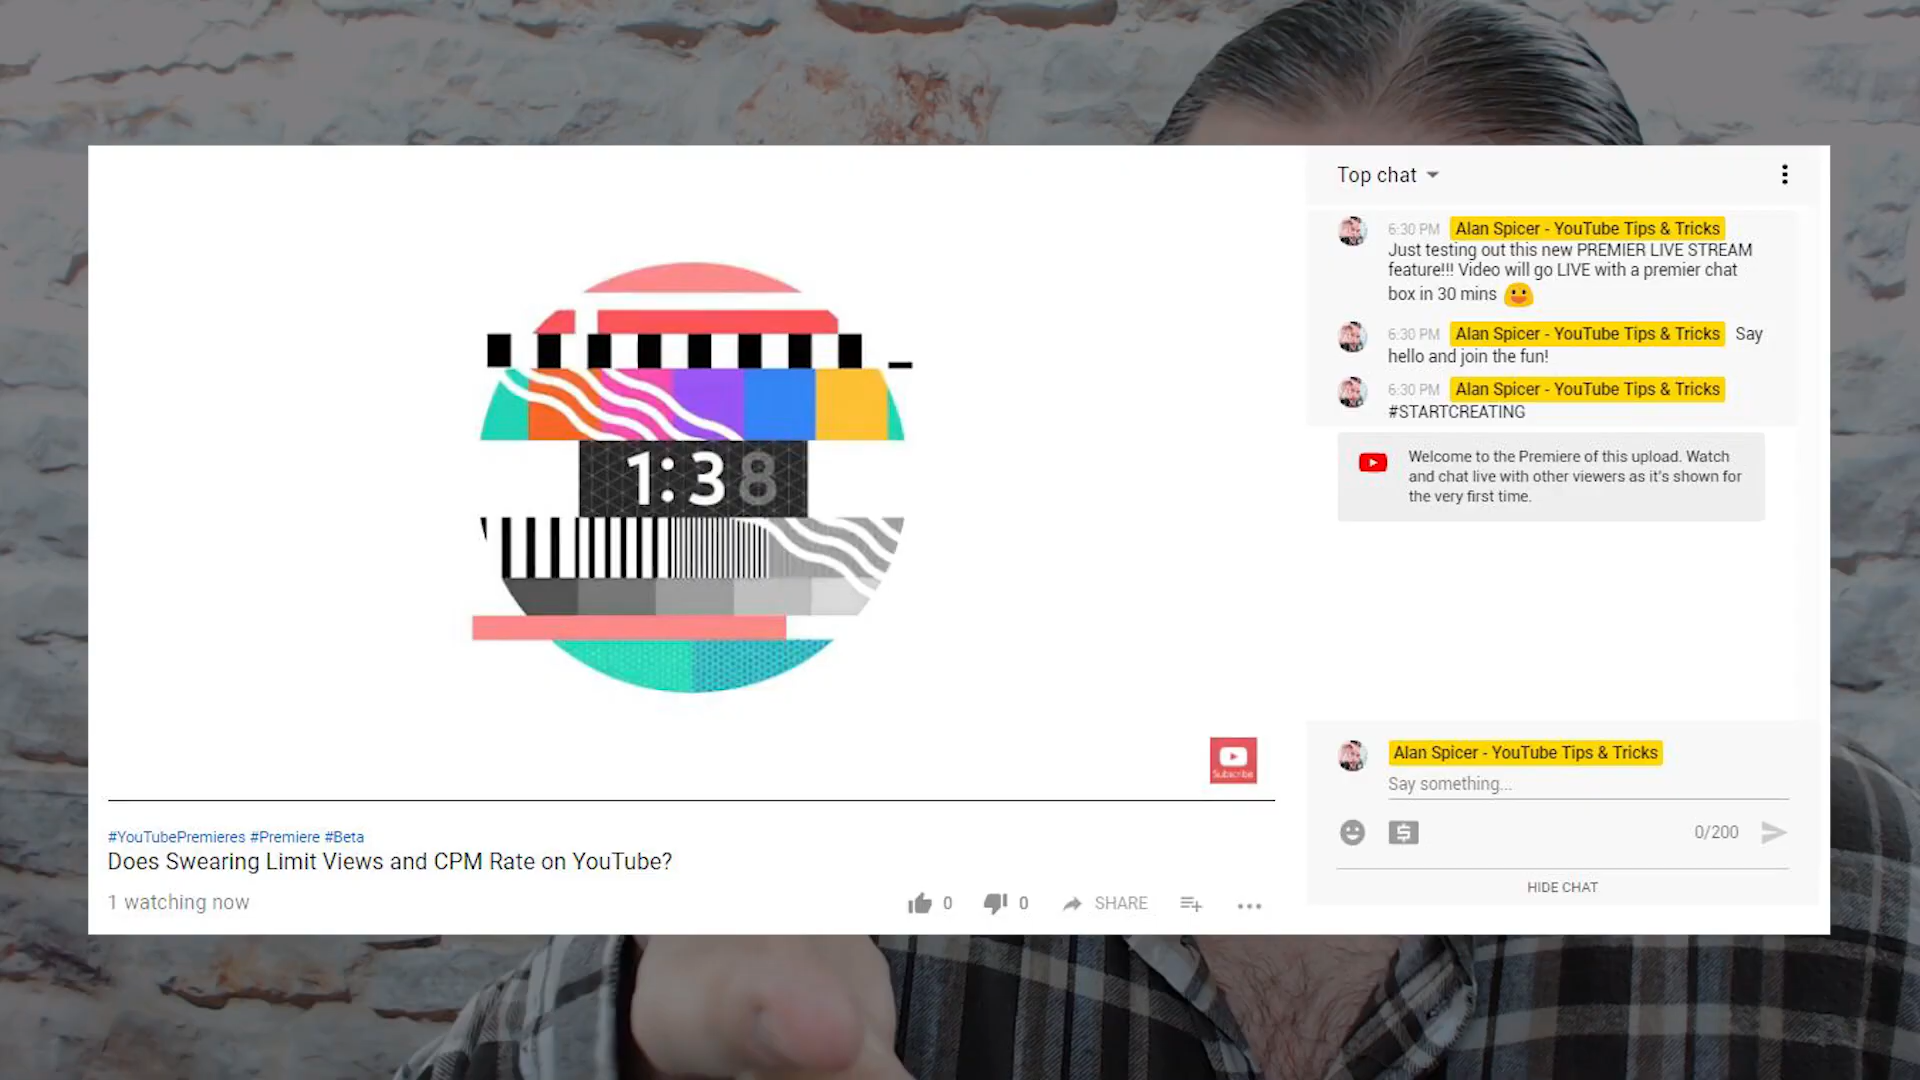 Top chat
6:30 PM Alan Spicer - YouTube Tips & Tricks
Just testing out this new PREMIER LIVE STREAM
feature!!! Video will go LIVE with a premier chat
box in 30 mins
6:30 PM Alan Spicer - YouTube Tips & Tricks Say
hello and join the fun!
6:30 PM Alan Spicer - YouTube Tips & Tricks
#STARTCREATING
Welcome to the Premiere of this upload. Watch
and chat live with other viewers as it's shown for
the very first time.
1:38
Subscribe
Alan Spicer - YouTube Tips & Tricks
Say something...
0/200
HIDE CHAT
#YouTubePremieres #Premiere #Beta
Does Swearing Limit Views and CPM Rate on YouTube?
1 watching now
0
0
SHARE